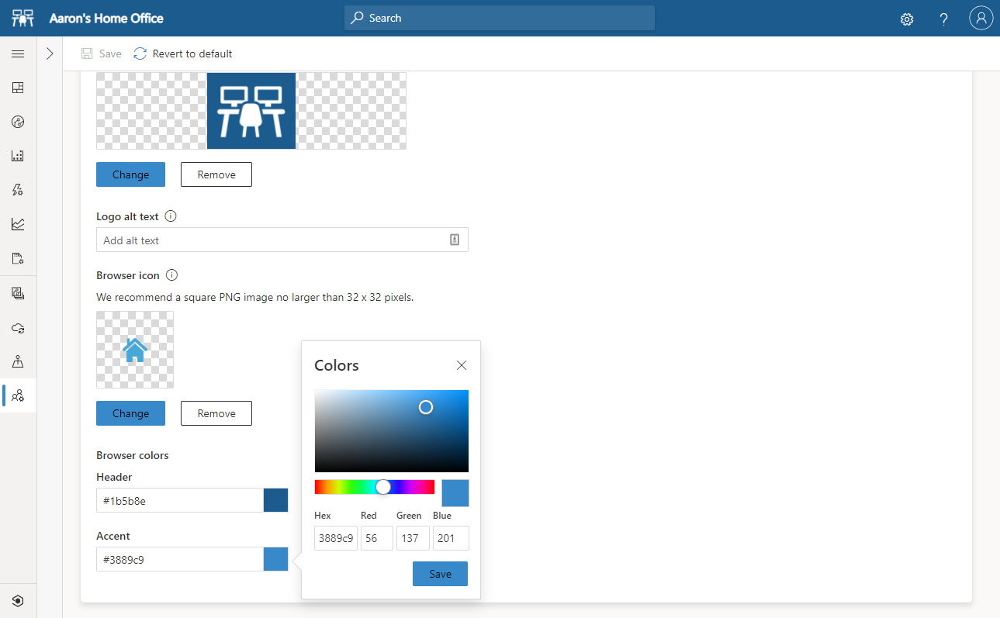 Aaron's Home Office
Search
?
Save
Revert to default
Change
Remove
Logo alt text
Add alt text
Browser icon
We recommend a square PNG image no larger than 32 x 32 pixels.
Change
Remove
Browser colors
Header
#1b5b8e
Accent
#3889c9
Colors
Hex Red Green Blue
3889c9 56 137 201
Save